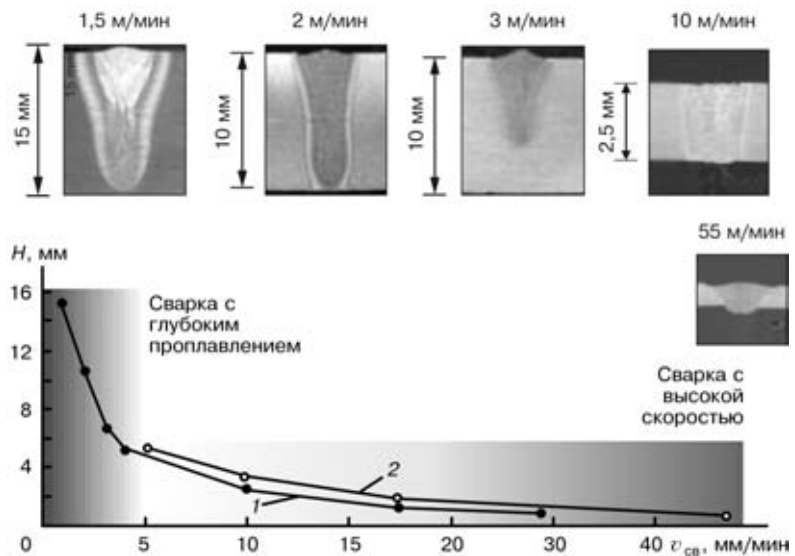 1,5 м/мин
2 м/мин
3 м/мин
10 м/мин
15 мм
10 мм
10 мм
2,5 мм
55 м/мин
H, мм
16
12
8
4
0
Сварка с
глубоким
проплавлением
Сварка с
высокой
скоростью
1
2
5
10
15
20
30
40
v св, мм/мин